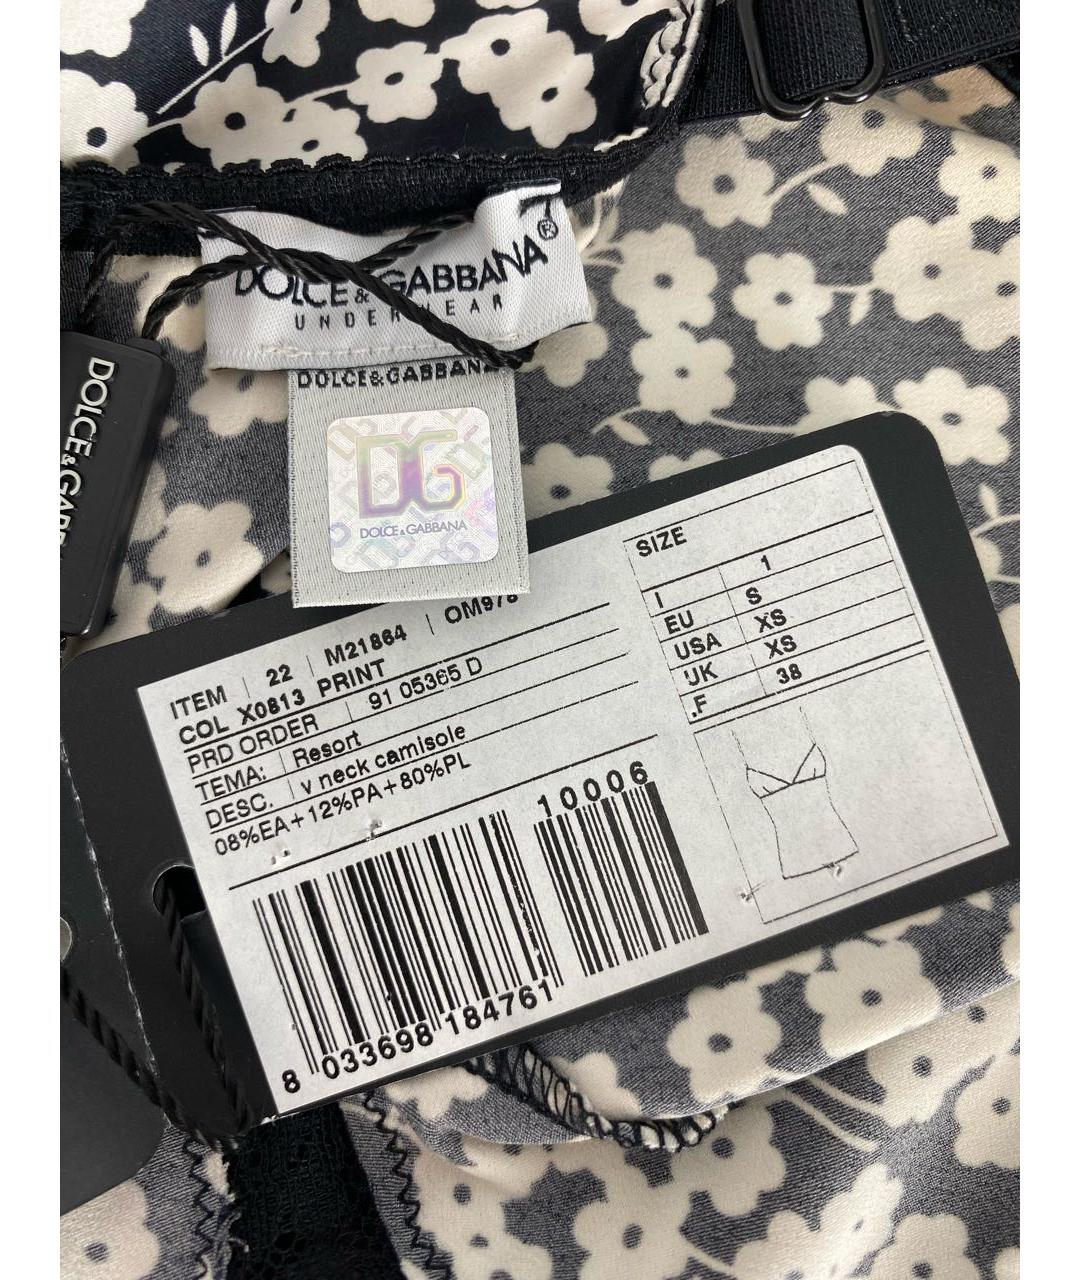 DOLCE&GABBANA®
UNDERWEAR
DOLCE&GABBANA
DG
DOLCE&GABBANA
DOLCE&GAB
ITEM 22 M21864
COL X0813 PRINT
PRD ORDER 91 05365 D
TEMA: Resort
DESC. v neck camisole
08%EA+12%PA+80%PL
10006
8 033698 184761
SIZE
I 1
EU S
USA XS
UK XS
.F 38